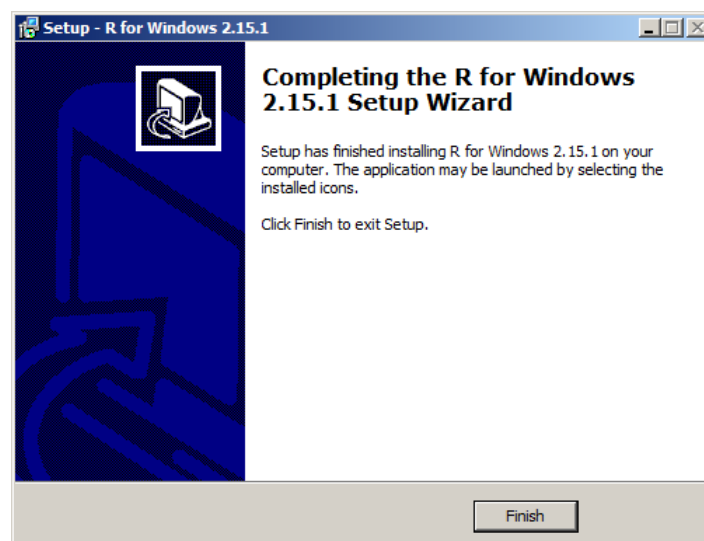 Setup - R for Windows 2.15.1
Completing the R for Windows
2.15.1 Setup Wizard
Setup has finished installing R for Windows 2.15.1 on your
computer. The application may be launched by selecting the
installed icons.
Click Finish to exit Setup.
Finish